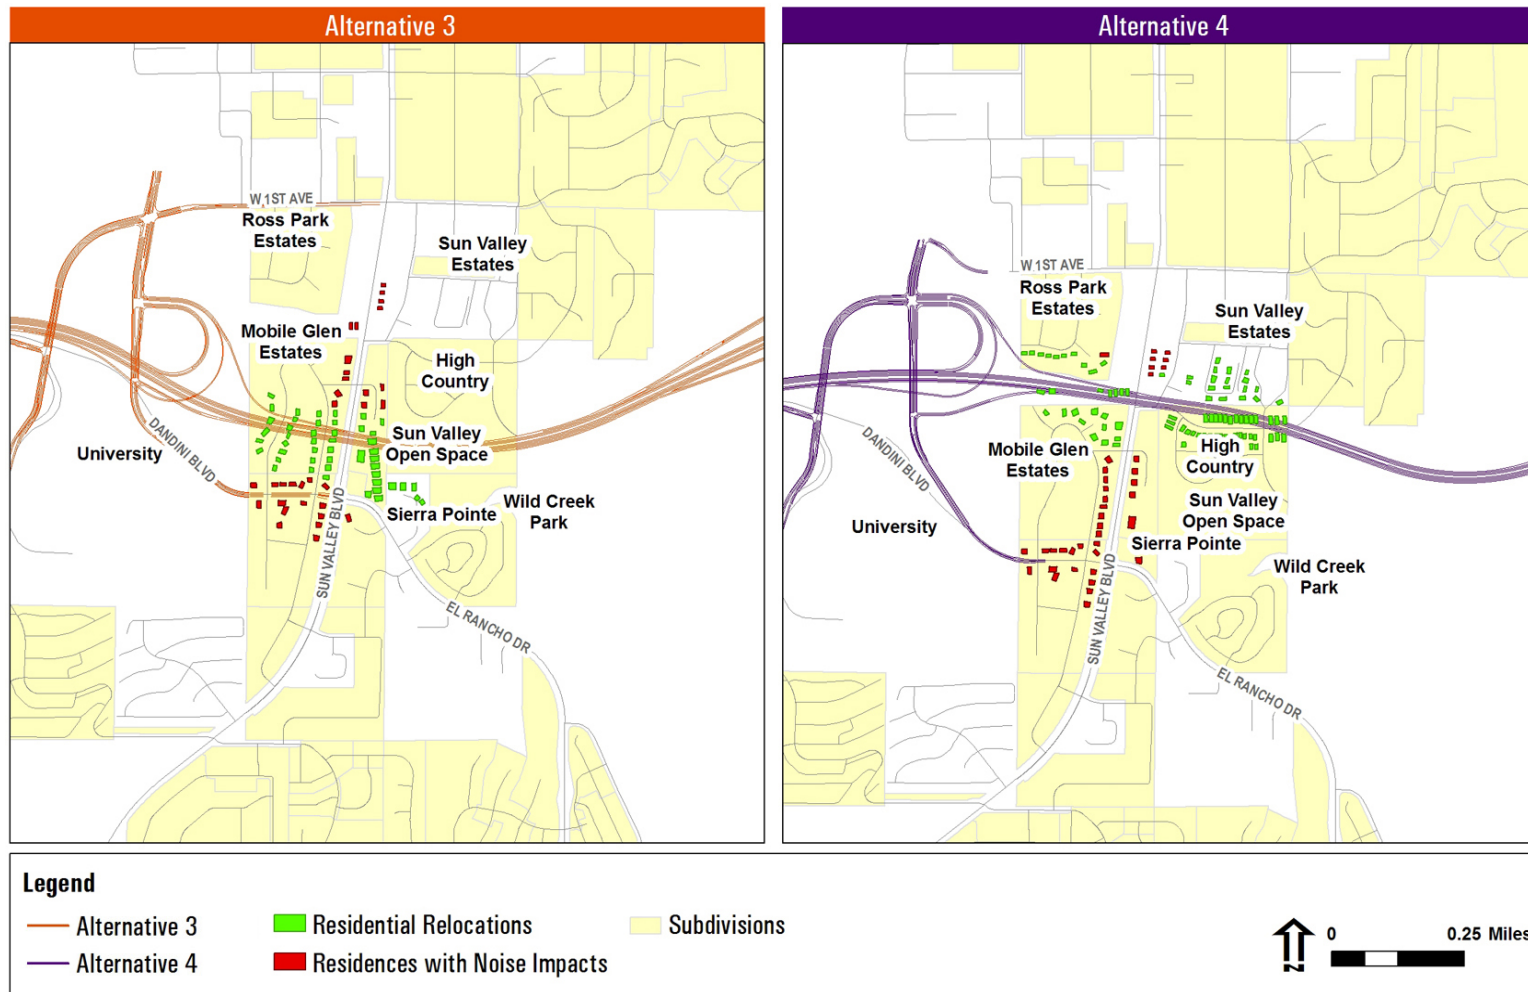 Alternative 3
W 1ST AVE
Ross Park
Estates
Sun Valley
Estates
Mobile Glen
Estates
High
Country
DANDINI BLVD
University
Sun Valley
Open Space
Sierra Pointe
Wild Creek
Park
SUN VALLEY BLVD
EL RANCHO DR
Alternative 4
W 1ST AVE
Ross Park
Estates
Sun Valley
Estates
DANDINI BLVD
Mobile Glen
Estates
High
Country
University
Sun Valley
Open Space
Sierra Pointe
Wild Creek
Park
SUN VALLEY BLVD
EL RANCHO DR
Legend
Alternative 3
Alternative 4
Residential Relocations
Residences with Noise Impacts
Subdivisions
N
0 0.25 Miles